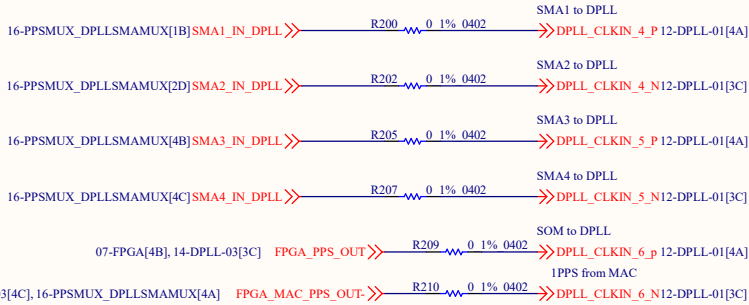 SMA1 to DPLL
16-PPSMUX_DPLLSMAMUX[1B] SMA1_IN_DPLL R200 0 1% 0402 DPLL_CLKIN_4_P 12-DPLL-01[4A]
SMA2 to DPLL
16-PPSMUX_DPLLSMAMUX[2D] SMA2_IN_DPLL R202 0 1% 0402 DPLL_CLKIN_4_N 12-DPLL-01[3C]
SMA3 to DPLL
16-PPSMUX_DPLLSMAMUX[4B] SMA3_IN_DPLL R205 0 1% 0402 DPLL_CLKIN_5_P 12-DPLL-01[4A]
SMA4 to DPLL
16-PPSMUX_DPLLSMAMUX[4C] SMA4_IN_DPLL R207 0 1% 0402 DPLL_CLKIN_5_N 12-DPLL-01[3C]
SOM to DPLL
07-FPGA[4B], 14-DPLL-03[3C] FPGA_PPS_OUT R209 0 1% 0402 DPLL_CLKIN_6_p 12-DPLL-01[4A]
1PPS from MAC
3[4C], 16-PPSMUX_DPLLSMAMUX[4A] FPGA_MAC_PPS_OUT- R210 0 1% 0402 DPLL_CLKIN_6_N 12-DPLL-01[3C]